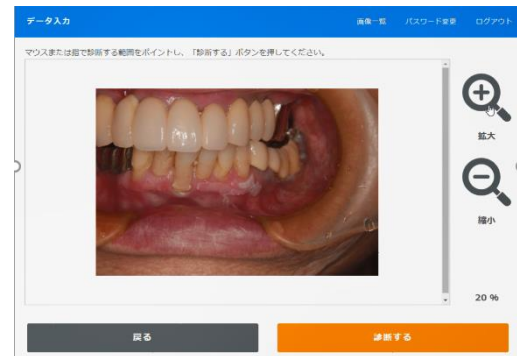 データ入力
画像一覧 パスワード変更 ログアウト
マウスまたは指で診断する範囲をポイントし、「診断する」ボタンを押してください。
拡大
縮小
20 %
戻る
診断する